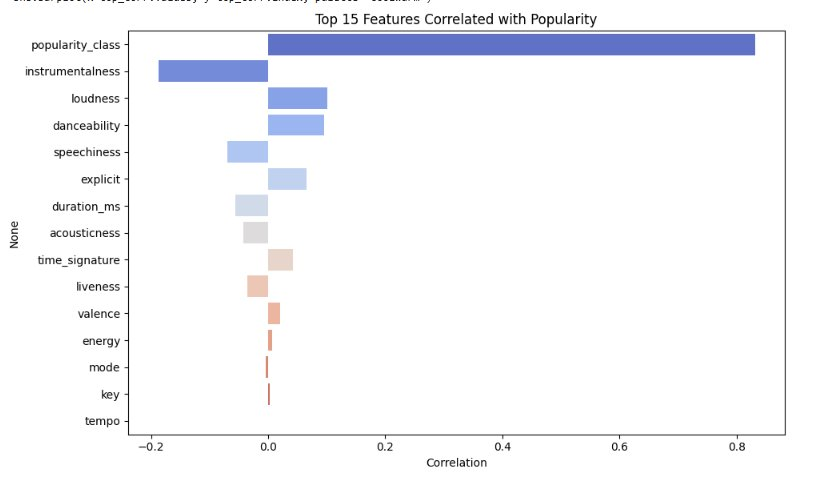 Top 15 Features Correlated with Popularity
popularity_class
instrumentalness
loudness
danceability
speechiness
explicit
duration_ms
acousticness
time_signature
liveness
valence
energy
mode
key
tempo
None
−0.2 0.0 0.2 0.4 0.6 0.8
Correlation